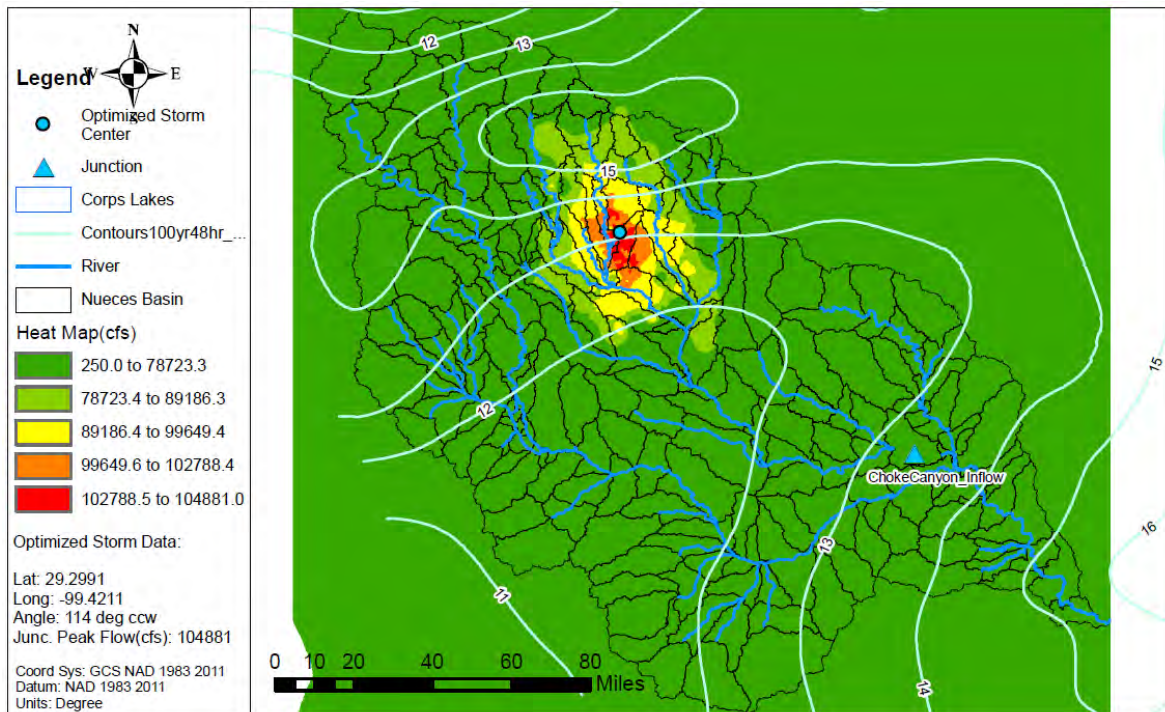 N
W
E
S
Legend
Optimized Storm
Center
Junction
Corps Lakes
Contours100yr48hr_...
River
Nueces Basin
Heat Map(cfs)
250.0 to 78723.3
78723.4 to 89186.3
89186.4 to 99649.4
99649.6 to 102788.4
102788.5 to 104881.0
Optimized Storm Data:
Lat: 29.2991
Long: -99.4211
Angle: 114 deg ccw
Junc. Peak Flow(cfs): 104881
Coord Sys: GCS NAD 1983 2011
Datum: NAD 1983 2011
Units: Degree
12
13
15
12
15
ChokeCanyon_Inflow
16
13
11
14
0 10 20 40 60 80
Miles